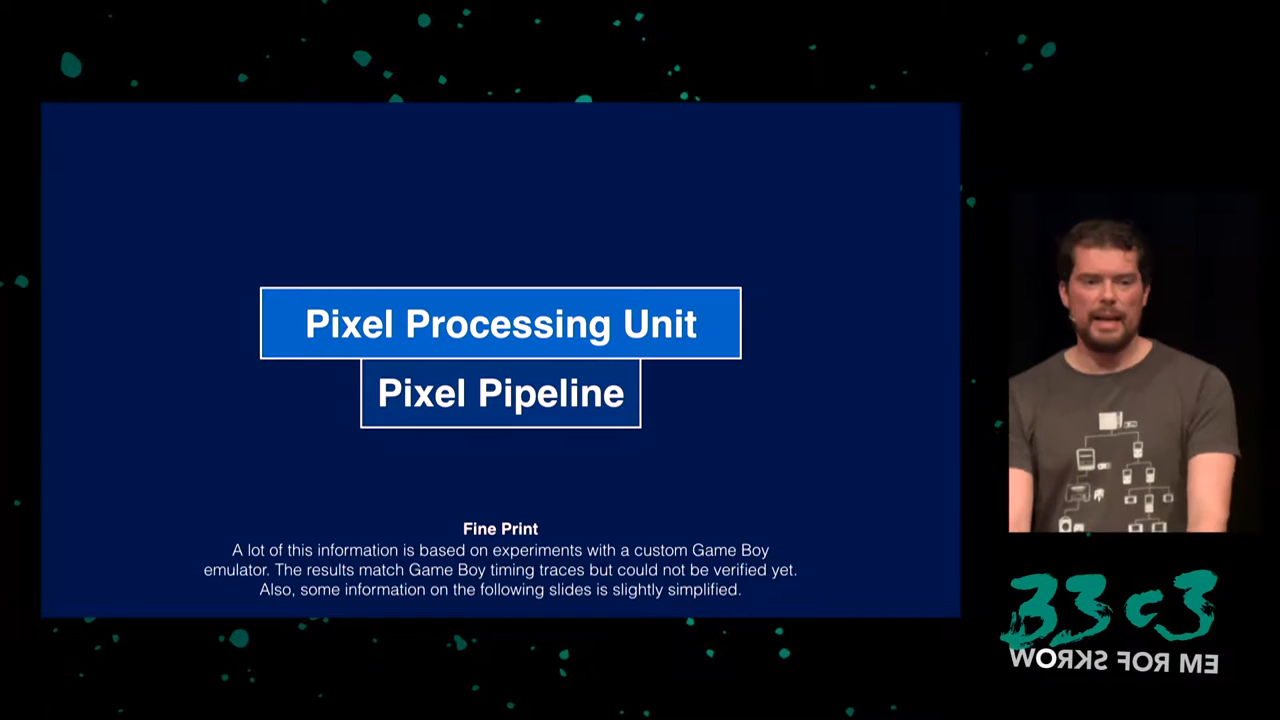 Pixel Processing Unit
Pixel Pipeline
Fine Print
A lot of this information is based on experiments with a custom Game Boy
emulator. The results match Game Boy timing traces but could not be verified yet.
Also, some information on the following slides is slightly simplified.
33c3
WORKS FOR ME